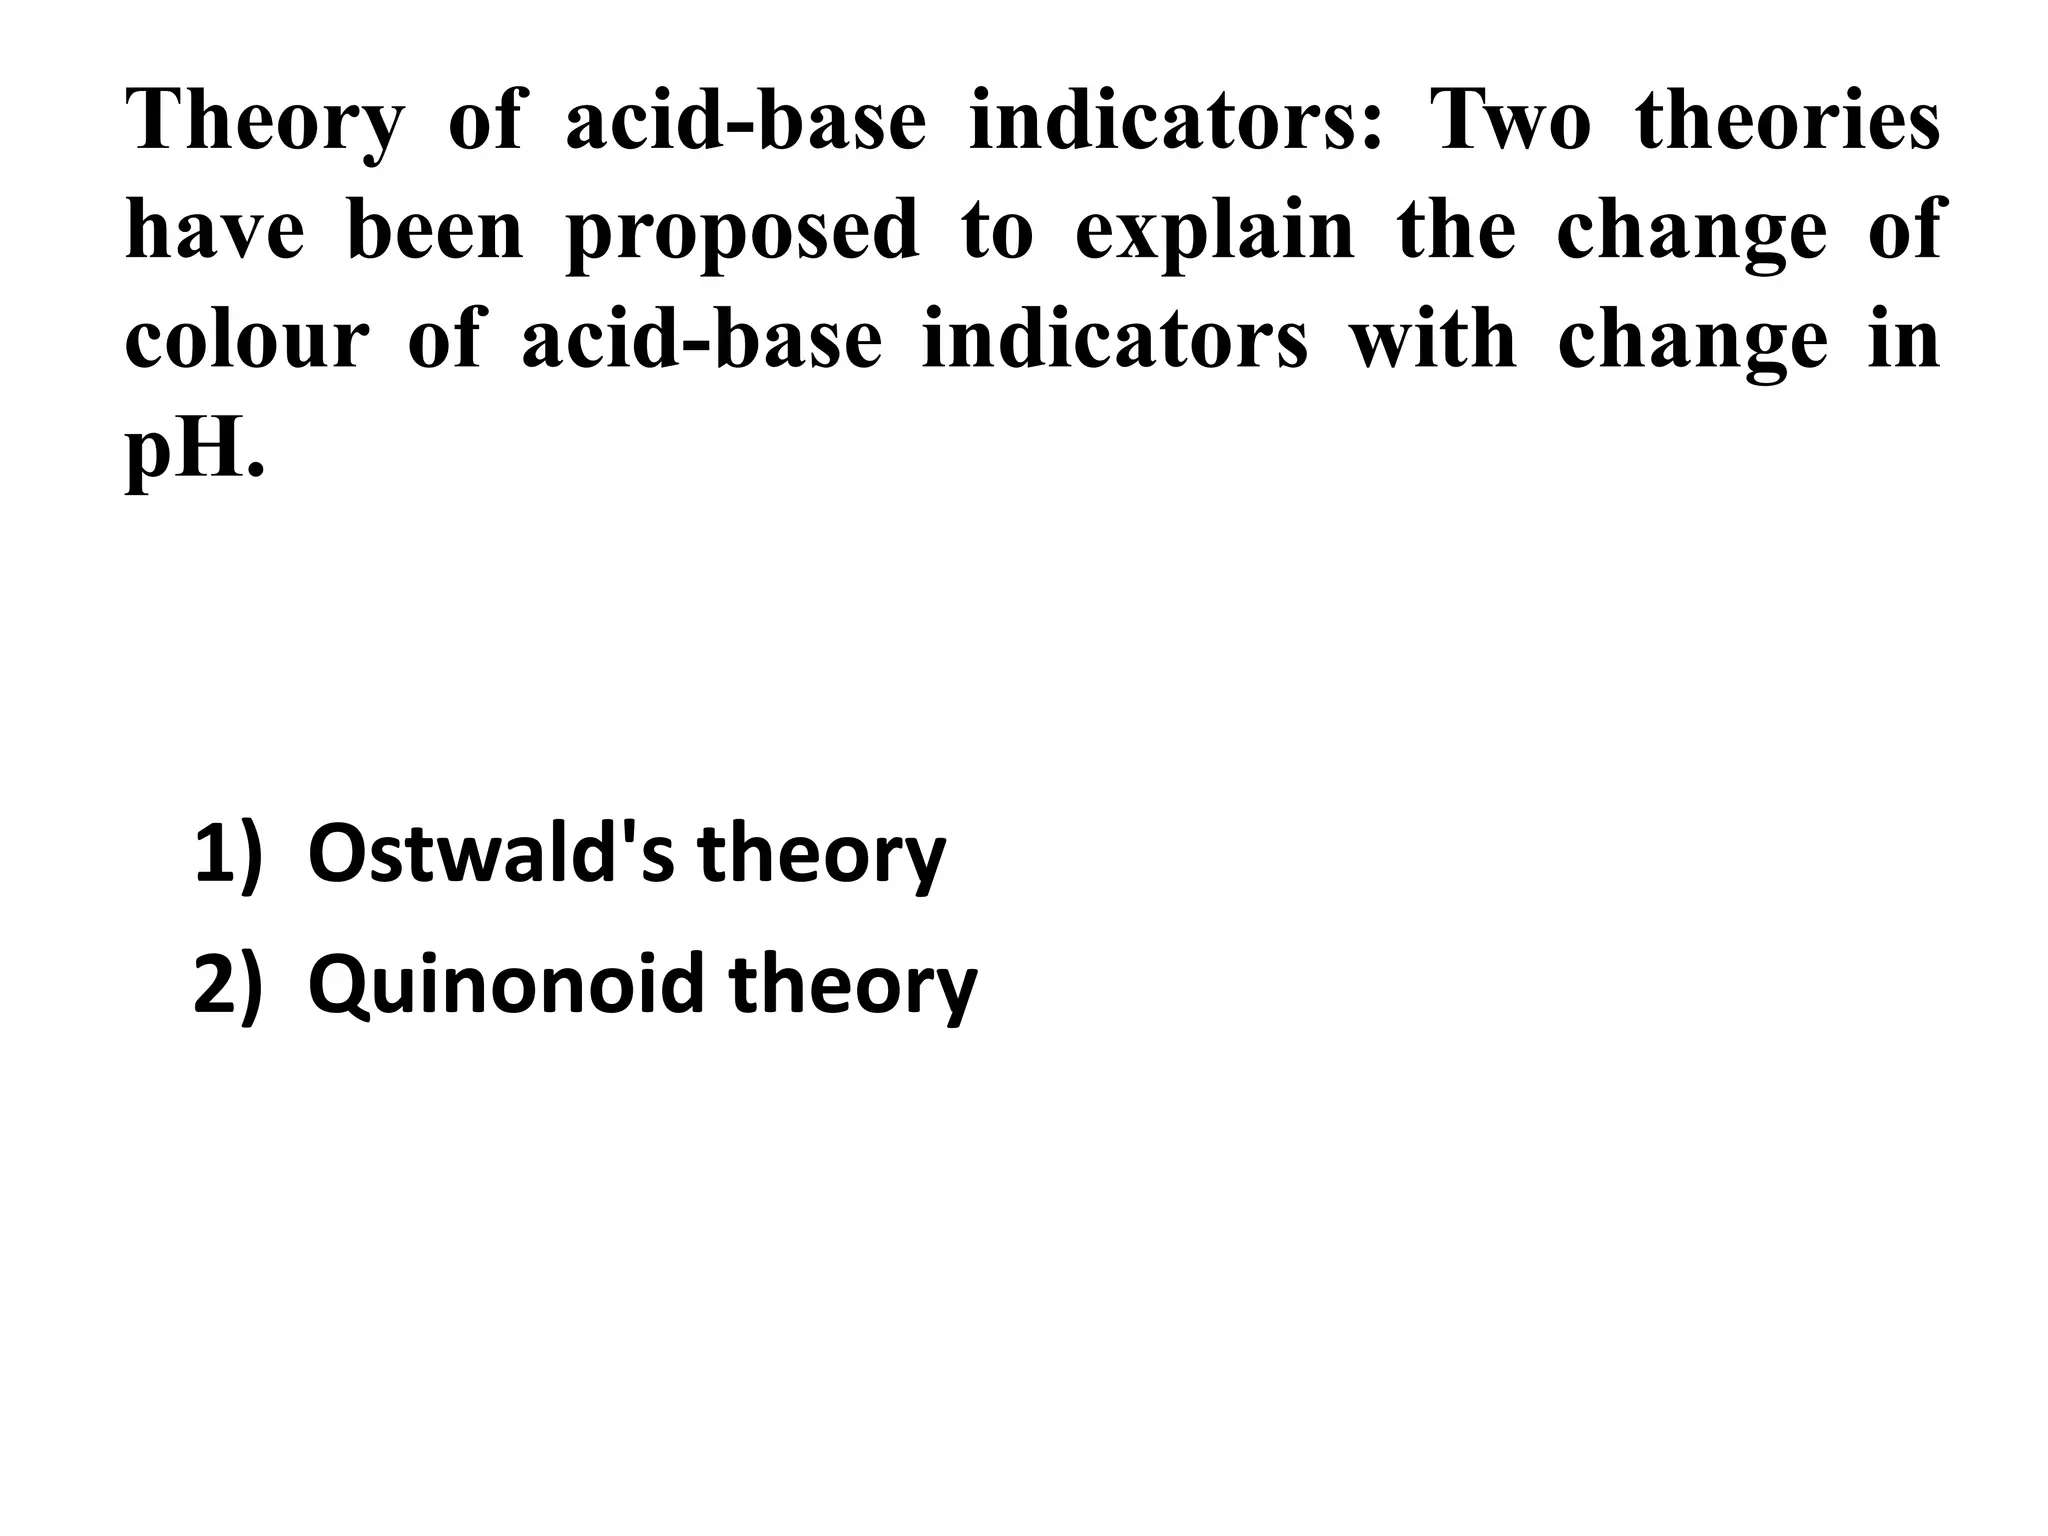 Theory of acid-base indicators: Two theories
have been proposed to explain the change of
colour of acid-base indicators with change in
pH.
1) Ostwald's theory
2) Quinonoid theory